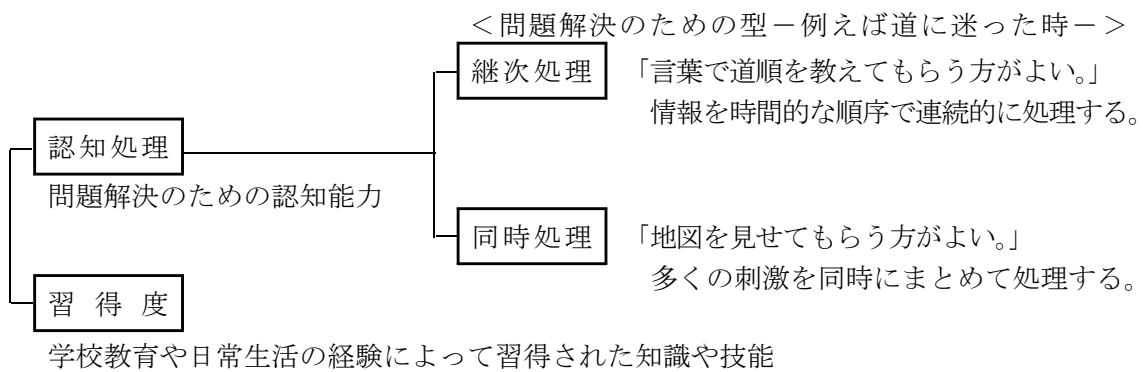 ＜問題解決のための型－例えば道に迷った時－＞
継次処理 「言葉で道順を教えてもらう方がよい。」
情報を時間的な順序で連続的に処理する。
認知処理
問題解決のための認知能力
同時処理 「地図を見せてもらう方がよい。」
多くの刺激を同時にまとめて処理する。
習得度
学校教育や日常生活の経験によって習得された知識や技能